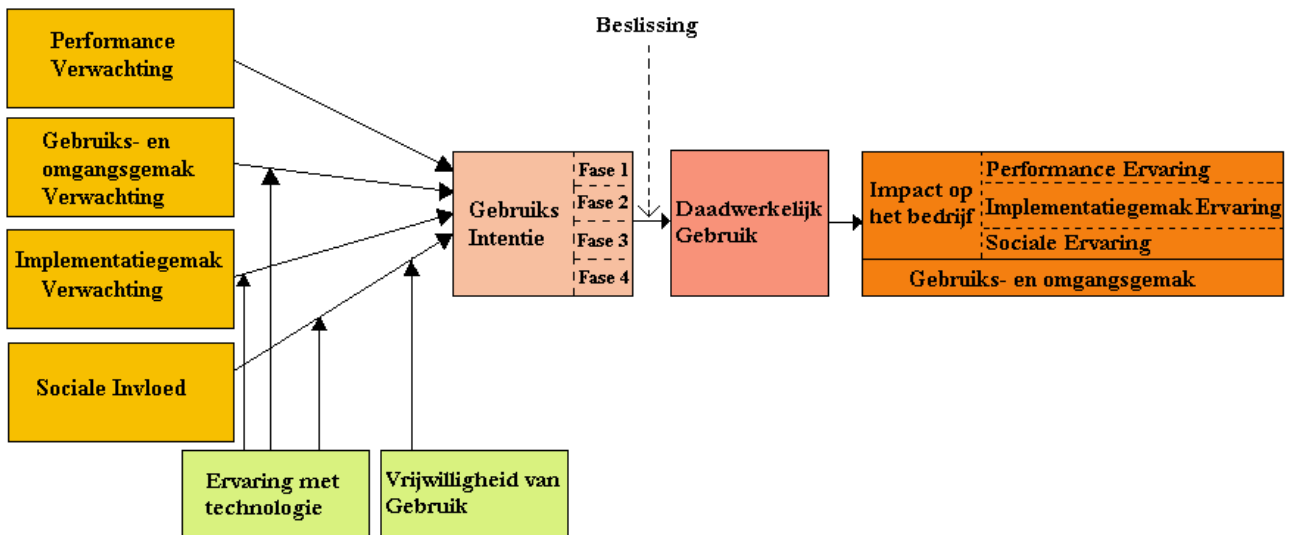 Beslissing
Performance
Verwachting
Gebruiks- en
omgangsgemak
Verwachting
Implementatiegemak
Verwachting
Sociale Invloed
Ervaring met
technologie
Vrijwilligheid van
Gebruik
Gebruiks
Intentie
Fase 1
Fase 2
Fase 3
Fase 4
Daadwerkelijk
Gebruik
Impact op
het bedrijf
Performance Ervaring
Implementatiegemak Ervaring
Sociale Ervaring
Gebruiks- en omgangsgemak